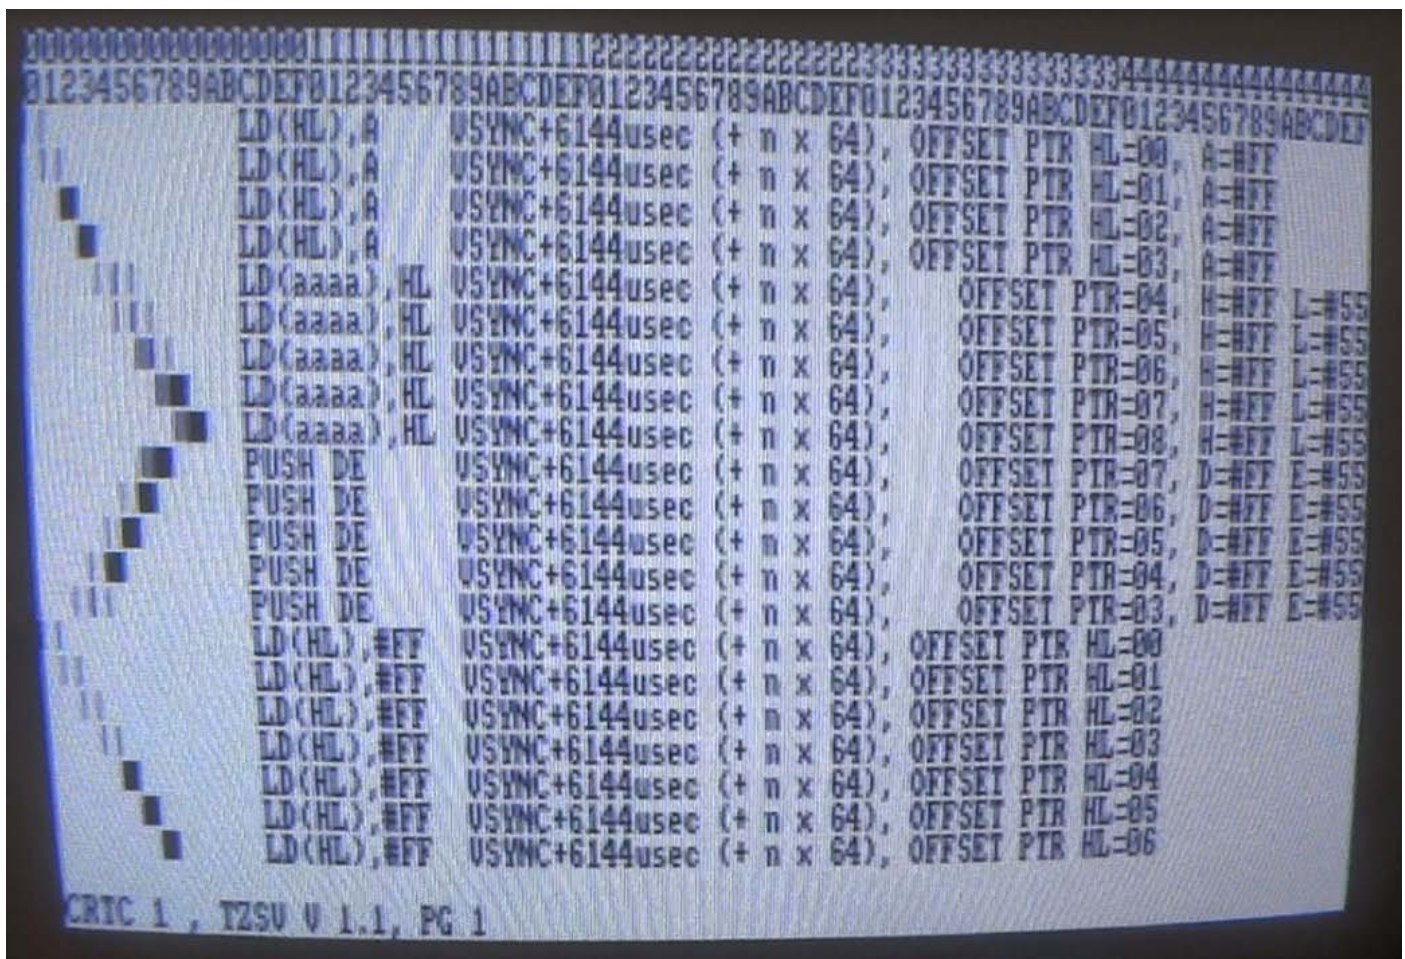 00000000000000001111111111111111222222222222222233333333333333334444444444444444
0123456789ABCDEF0123456789ABCDEF0123456789ABCDEF0123456789ABCDEF0123456789ABCDEF
LD(HL),A VSYNC+6144usec (+ n x 64), OFFSET PTR HL=00, A=#FF
LD(HL),A VSYNC+6144usec (+ n x 64), OFFSET PTR HL=01, A=#FF
LD(HL),A VSYNC+6144usec (+ n x 64), OFFSET PTR HL=02, A=#FF
LD(HL),A VSYNC+6144usec (+ n x 64), OFFSET PTR HL=03, A=#FF
LD(aaaa),HL VSYNC+6144usec (+ n x 64), OFFSET PTR=04, H=#FF L=#55
LD(aaaa),HL VSYNC+6144usec (+ n x 64), OFFSET PTR=05, H=#FF L=#55
LD(aaaa),HL VSYNC+6144usec (+ n x 64), OFFSET PTR=06, H=#FF L=#55
LD(aaaa),HL VSYNC+6144usec (+ n x 64), OFFSET PTR=07, H=#FF L=#55
LD(aaaa),HL VSYNC+6144usec (+ n x 64), OFFSET PTR=08, H=#FF L=#55
PUSH DE VSYNC+6144usec (+ n x 64), OFFSET PTR=07, D=#FF E=#55
PUSH DE VSYNC+6144usec (+ n x 64), OFFSET PTR=06, D=#FF E=#55
PUSH DE VSYNC+6144usec (+ n x 64), OFFSET PTR=05, D=#FF E=#55
PUSH DE VSYNC+6144usec (+ n x 64), OFFSET PTR=04, D=#FF E=#55
PUSH DE VSYNC+6144usec (+ n x 64), OFFSET PTR=03, D=#FF E=#55
LD(HL),#FF VSYNC+6144usec (+ n x 64), OFFSET PTR HL=00
LD(HL),#FF VSYNC+6144usec (+ n x 64), OFFSET PTR HL=01
LD(HL),#FF VSYNC+6144usec (+ n x 64), OFFSET PTR HL=02
LD(HL),#FF VSYNC+6144usec (+ n x 64), OFFSET PTR HL=03
LD(HL),#FF VSYNC+6144usec (+ n x 64), OFFSET PTR HL=04
LD(HL),#FF VSYNC+6144usec (+ n x 64), OFFSET PTR HL=05
LD(HL),#FF VSYNC+6144usec (+ n x 64), OFFSET PTR HL=06
CRTC 1 , TZSV V 1.1, PG 1